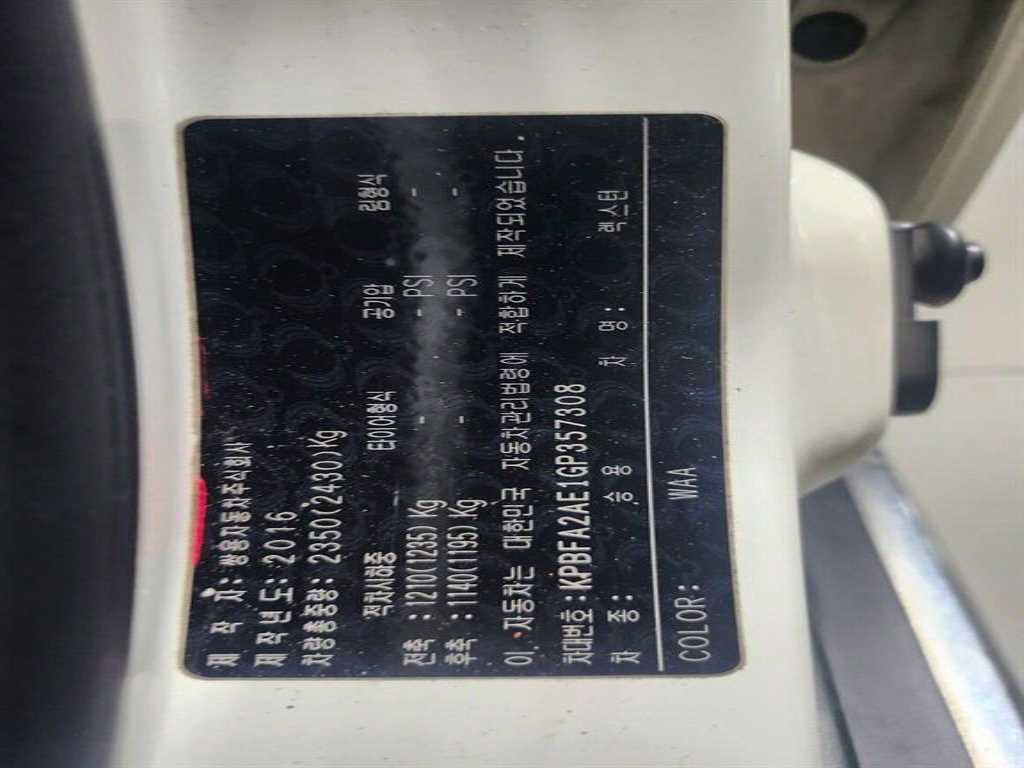 제 작 자: 쌍용자동차주식회사
제작년도: 2016
차량총중량: 2350(2430)Kg
적차시하중 타이어형식 공기압 림형식
전축: 1210(1235)Kg - - PSI -
후축: 1140(1195)Kg - - PSI -
이 자동차는 대한민국 자동차관리법령에 적합하게 제작되었습니다.
차대번호: KPBFA2AE1GP357308
차 종: 승용 차 명: 렉스턴
COLOR: WAA